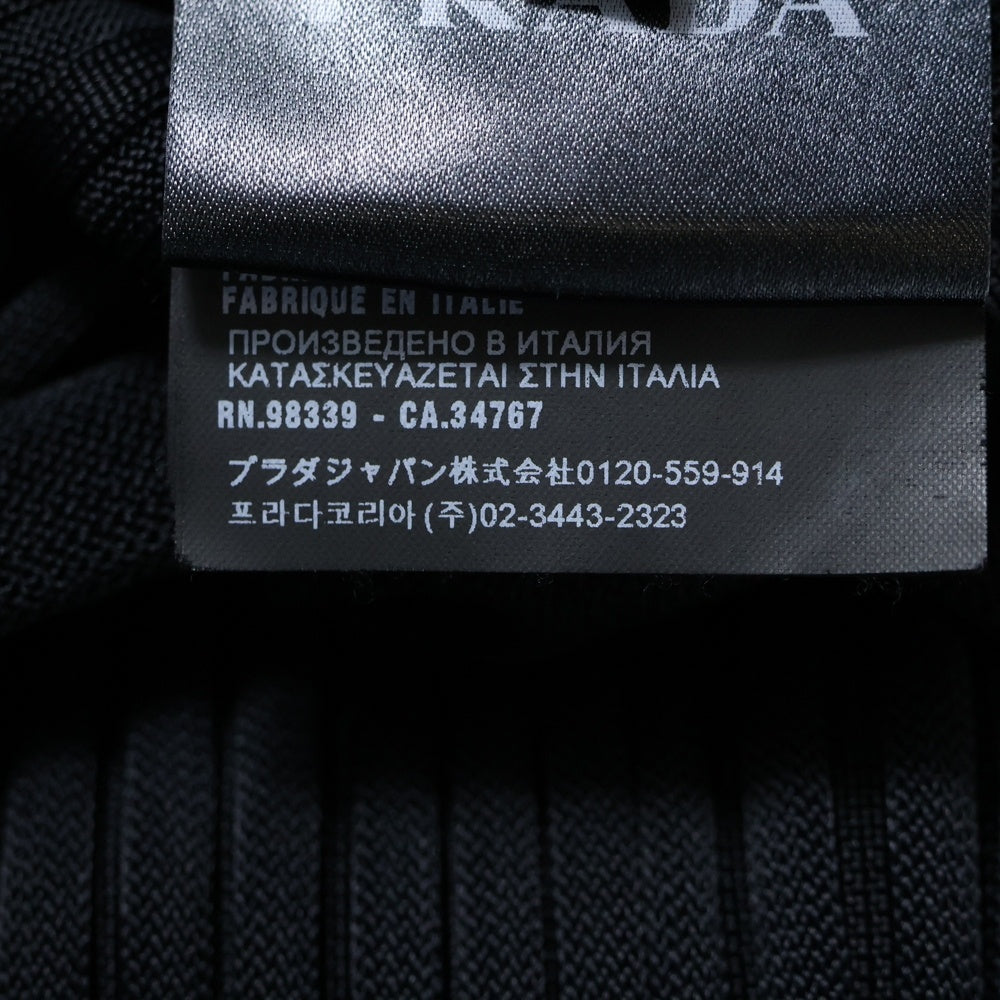 PRADA
FABRIQUE EN ITALIE
ПРОИЗВЕДЕНО В ИТАЛИЯ
ΚΑΤΑΣΚΕΥΑΖΕΤΑΙ ΣΤΗΝ ΙΤΑΛΙΑ
RN.98339 - CA.34767
プラダジャパン株式会社0120-559-914
프라다코리아(주)02-3443-2323